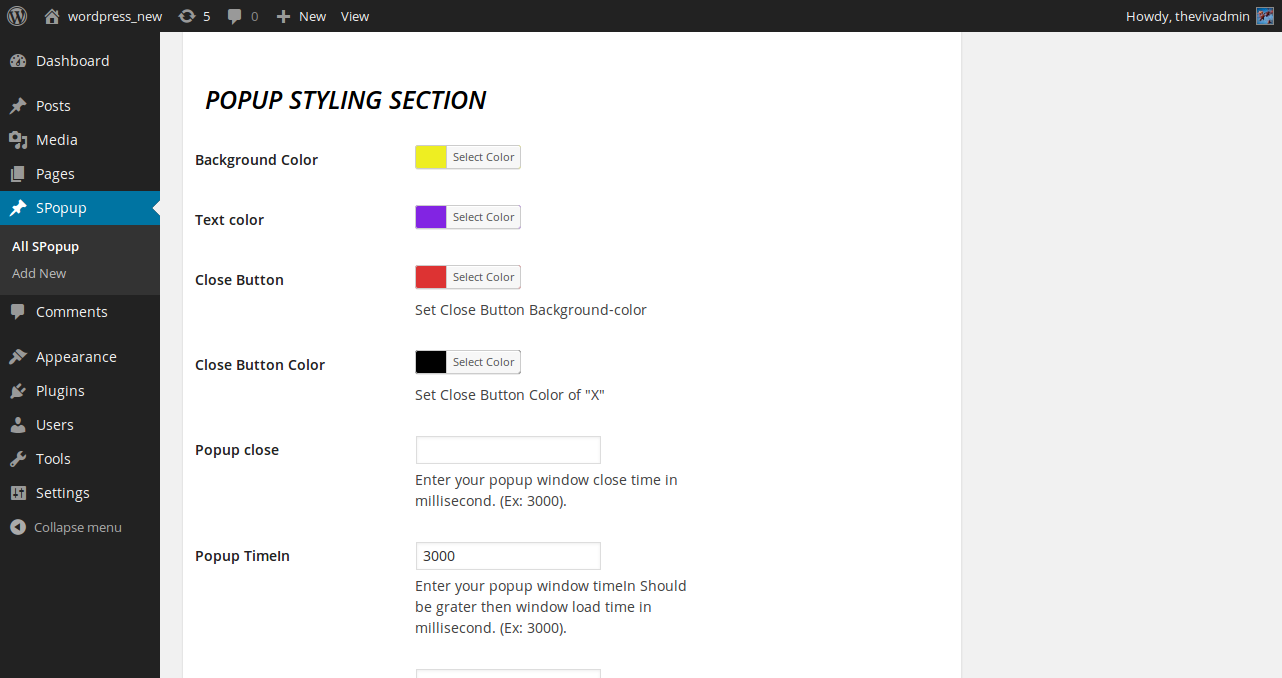 wordpress_new
5
0
New
View
Howdy, thevivadmin
Dashboard
Posts
Media
Pages
SPopup
All SPopup
Add New
Comments
Appearance
Plugins
Users
Tools
Settings
Collapse menu
POPUP STYLING SECTION
Background Color
Select Color
Text color
Select Color
Close Button
Select Color
Set Close Button Background-color
Close Button Color
Select Color
Set Close Button Color of "X"
Popup close
Enter your popup window close time in
millisecond. (Ex: 3000).
Popup TimeIn
3000
Enter your popup window timeIn Should
be grater then window load time in
millisecond. (Ex: 3000).